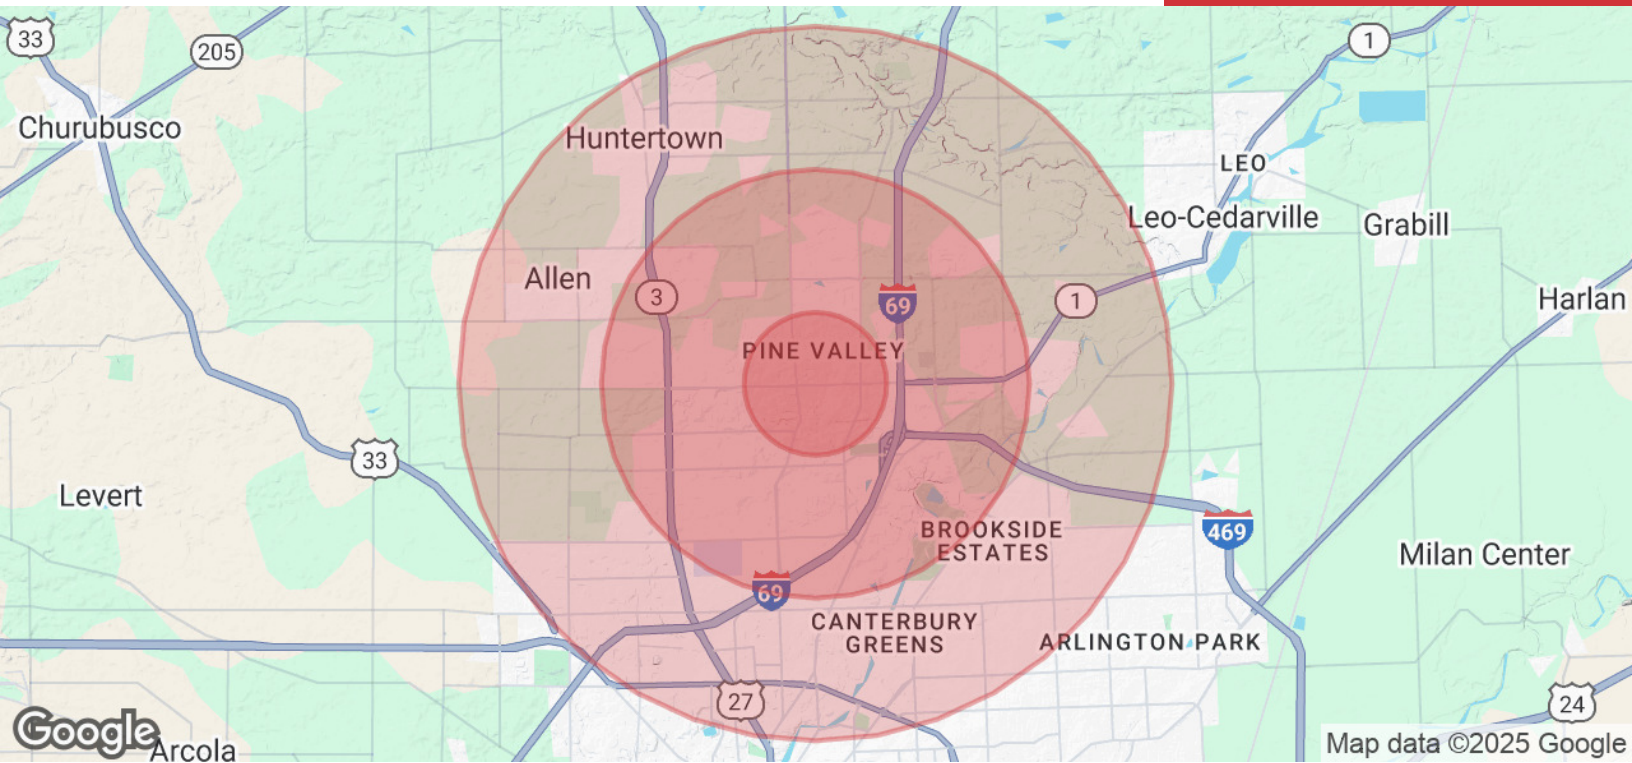 33
205
1
Churubusco
Huntertown
LEO
Leo-Cedarville
Grabill
Allen
3
69
1
Harlan
PINE VALLEY
33
Levert
BROOKSIDE
ESTATES
469
Milan Center
69
CANTERBURY
GREENS
ARLINGTON PARK
27
24
Google
Arcola
Map data ©2025 Google